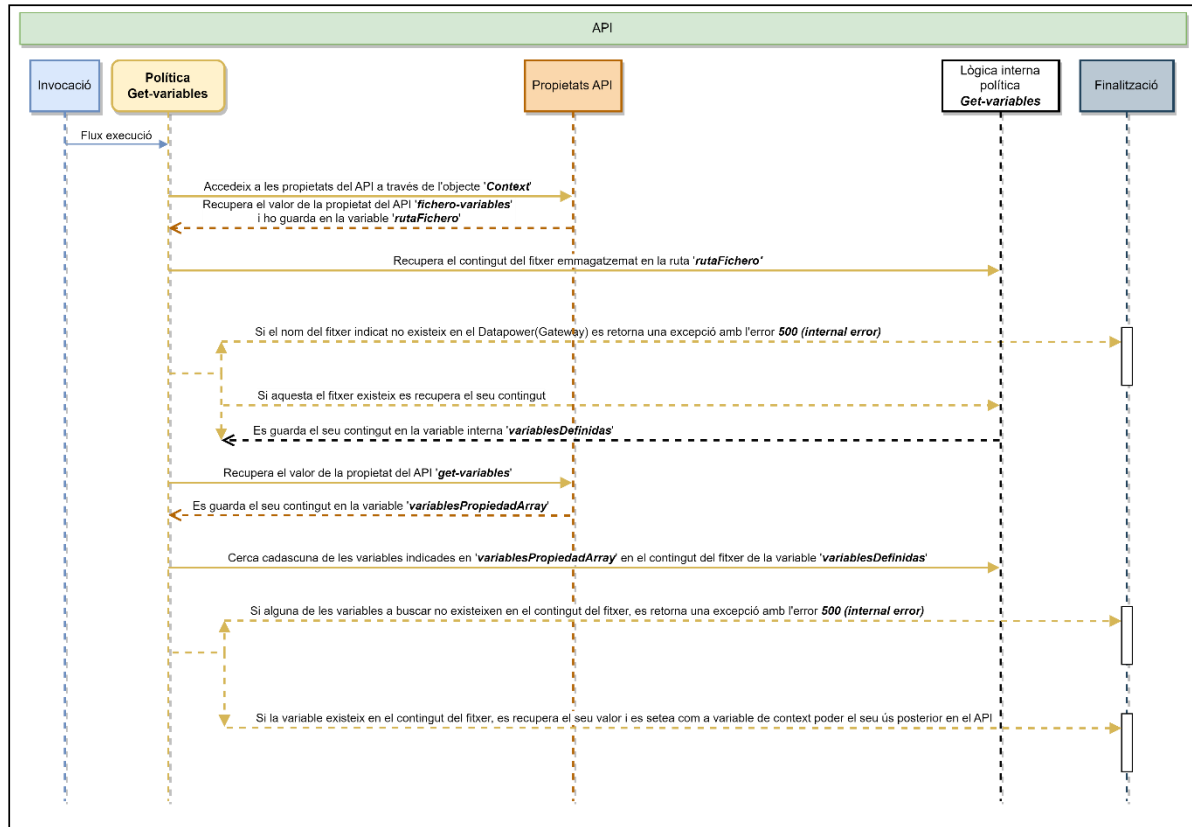 API
Invocació
Política
Get-variables
Propietats API
Lògica interna
política
Get-variables
Finalització
Flux execució
Accedeix a les propietats del API a través de l'objecte 'Context'
Recupera el valor de la propietat del API 'fichero-variables'
i ho guarda en la variable 'rutaFichero'
Recupera el contingut del fitxer emmagatzemat en la ruta 'rutaFichero'
Si el nom del fitxer indicat no existeix en el Datapower(Gateway) es retorna una excepció amb l'error 500 (internal error)
Si aquesta el fitxer existeix es recupera el seu contingut
Es guarda el seu contingut en la variable interna 'variablesDefinidas'
Recupera el valor de la propietat del API 'get-variables'
Es guarda el seu contingut en la variable 'variablesPropiedadArray'
Cerca cadascuna de les variables indicades en 'variablesPropiedadArray' en el contingut del fitxer de la variable 'variablesDefinidas'
Si alguna de les variables a buscar no existeixen en el contingut del fitxer, es retorna una excepció amb l'error 500 (internal error)
Si la variable existeix en el contingut del fitxer, es recupera el seu valor i es setea com a variable de context poder el seu ús posterior en el API